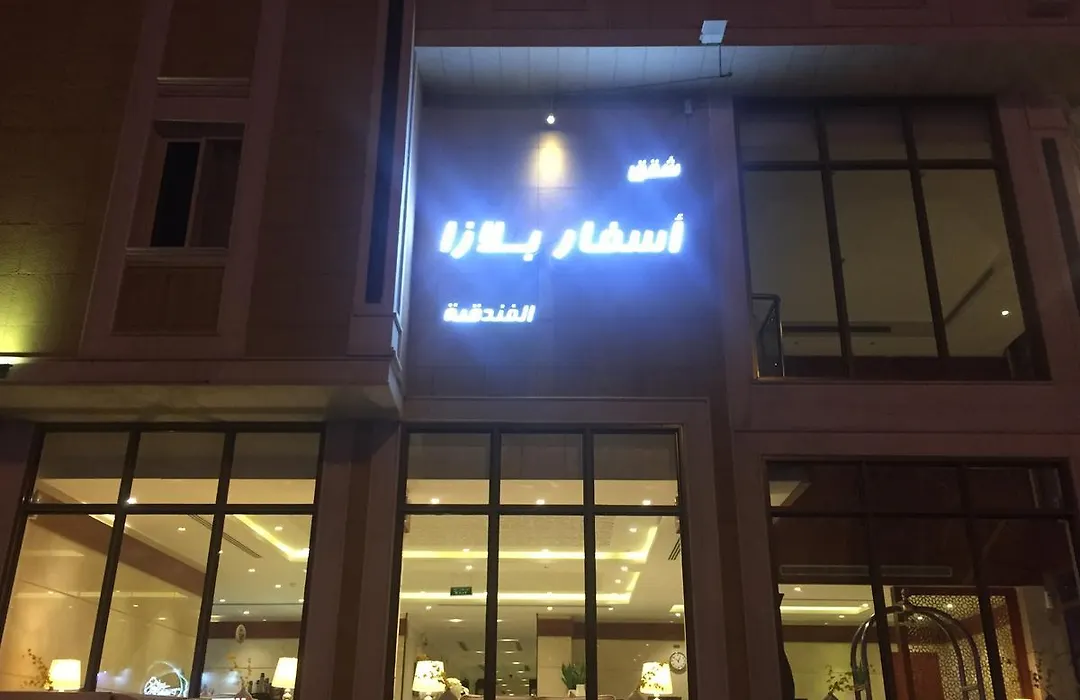 شقق
أسفار بلازا
الفندقية